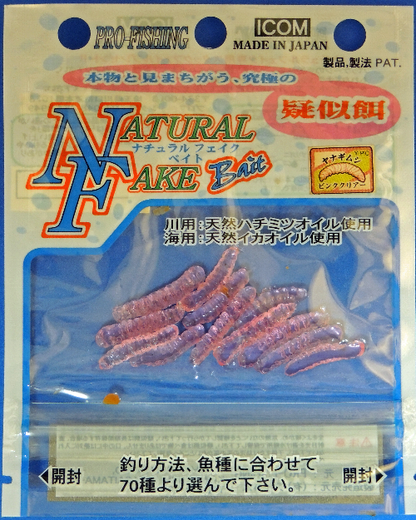 PRO-FISHING
ICOM
MADE IN JAPAN
製品,製法 PAT.
本物と見まちがう、究極の
疑似餌
NATURAL
ナチュラル フェイク
ベイト
FAKE Bait
ヤナギムシ
ピンククリアー
川用:天然ハチミツオイル使用
海用:天然イカオイル使用
釣り方法、魚種に合わせて
70種より選んで下さい。
開封
開封